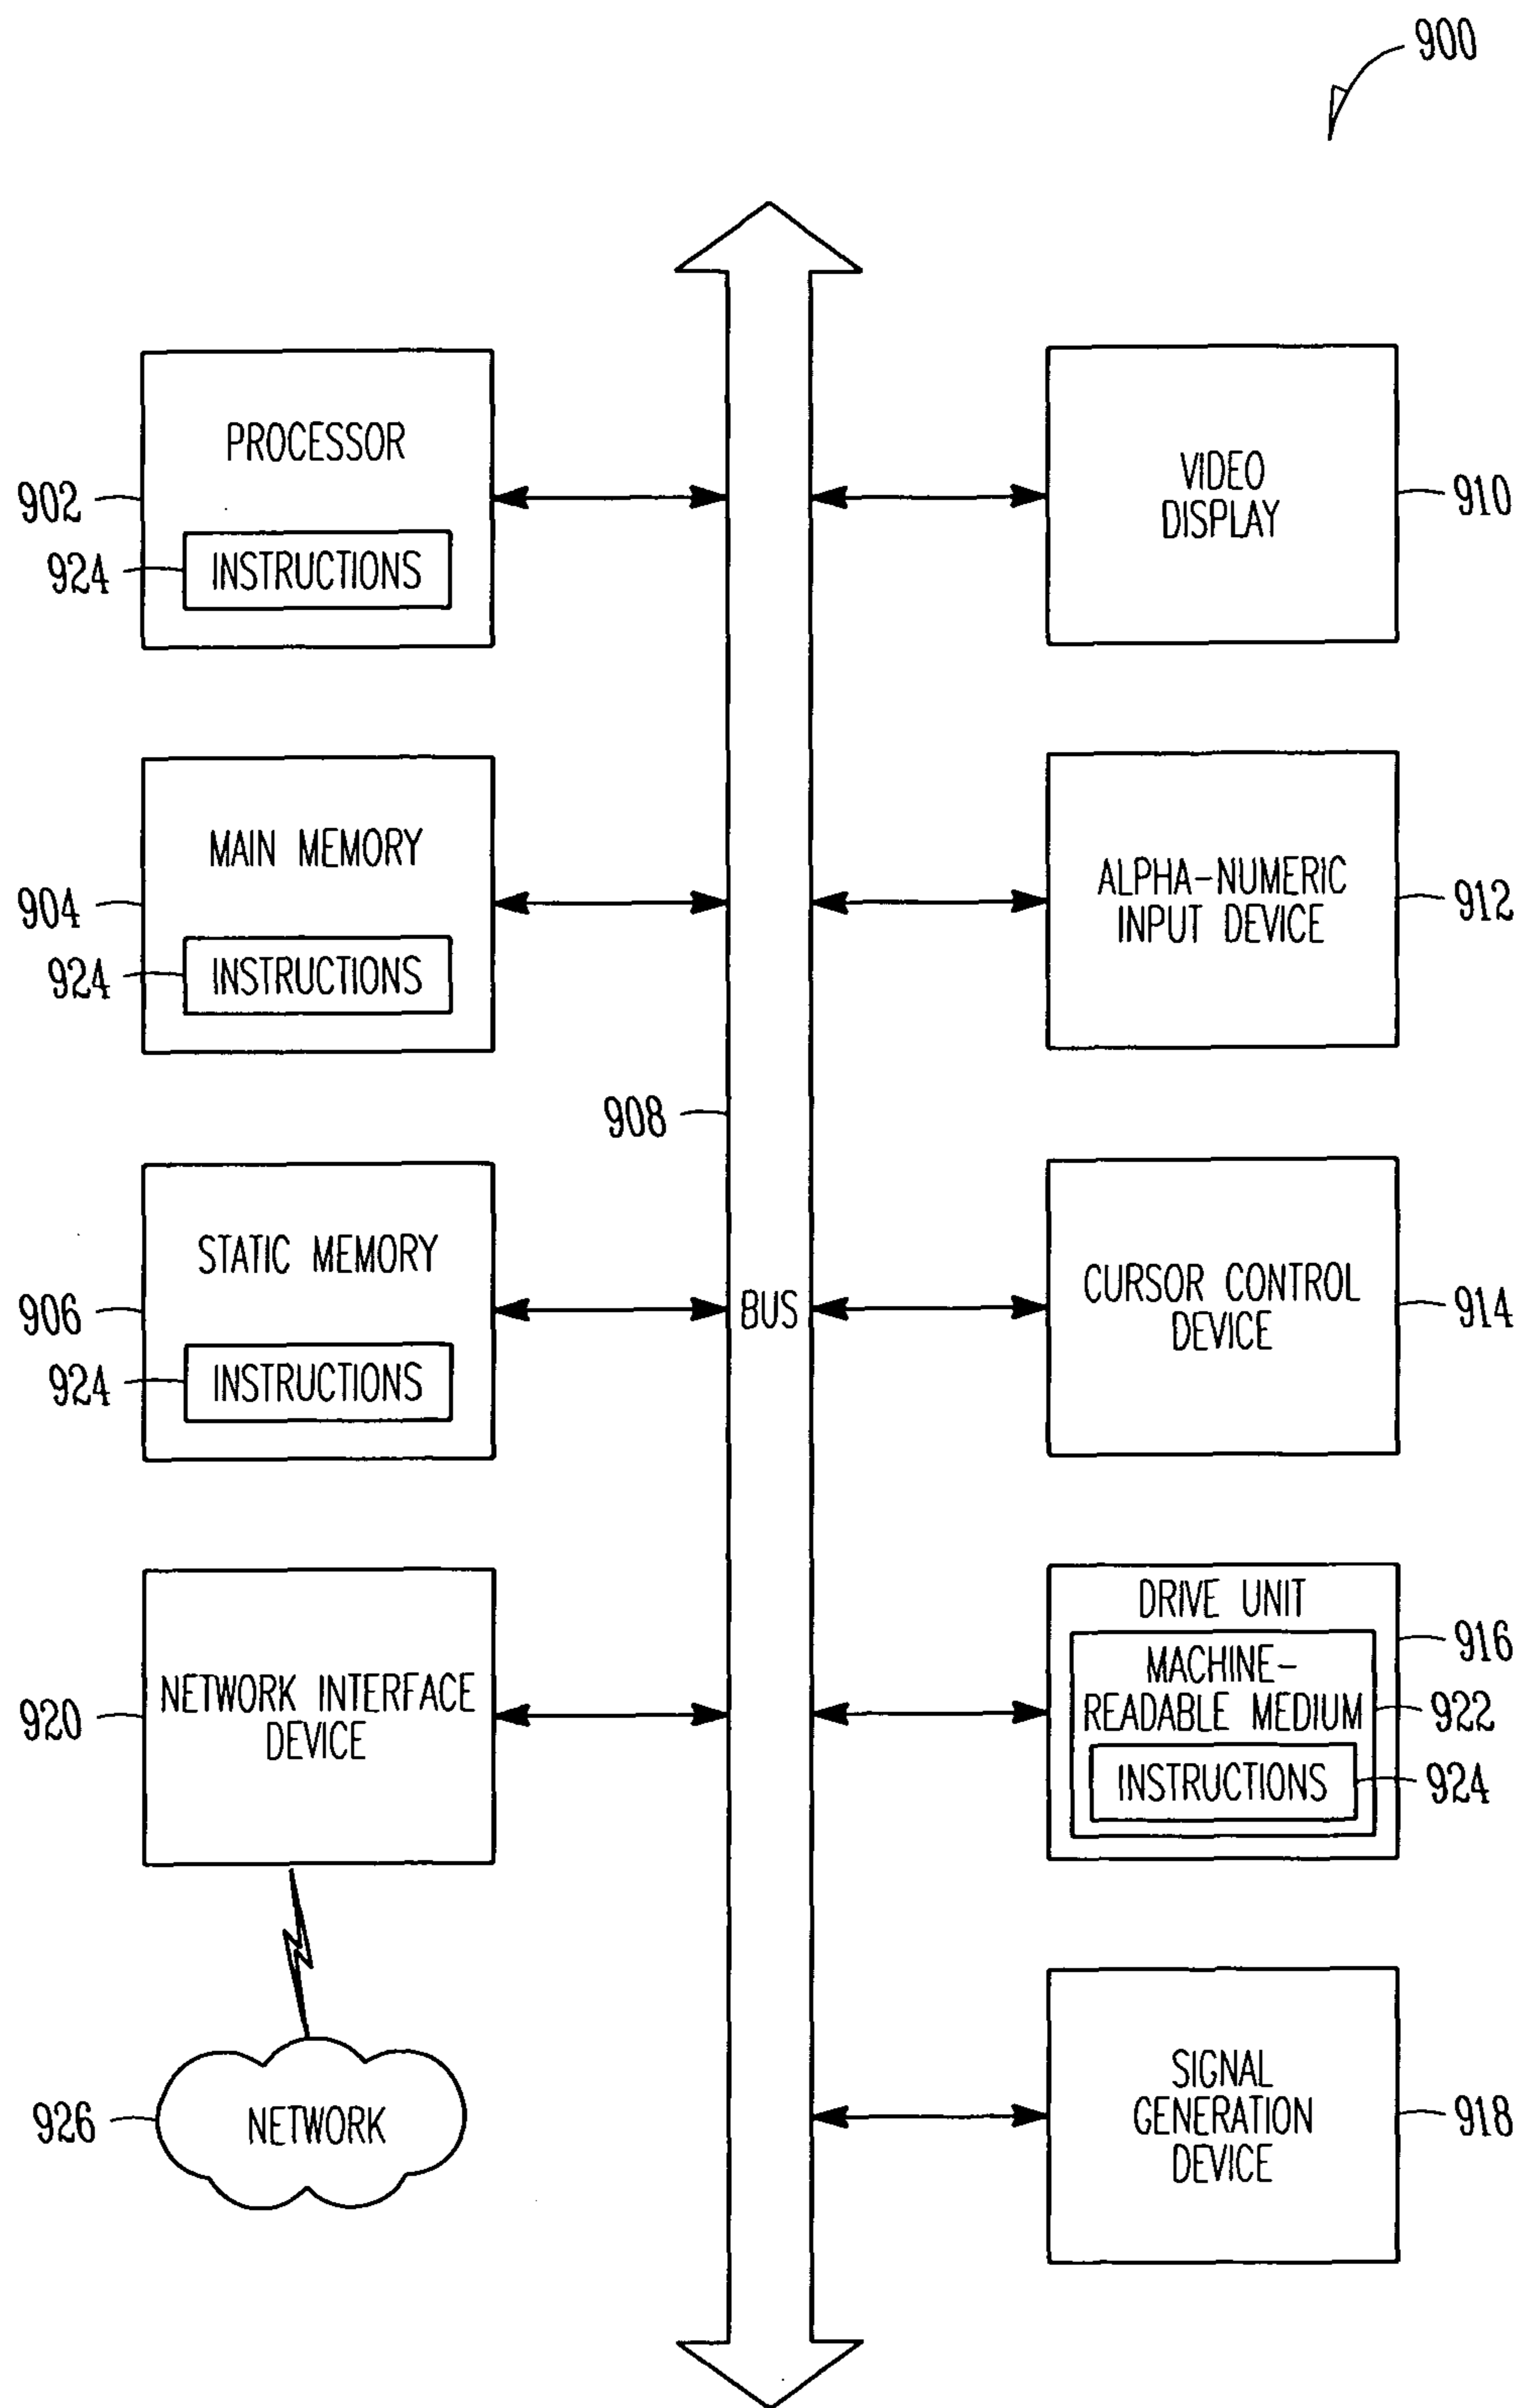 900
PROCESSOR
902
924
INSTRUCTIONS
VIDEO
DISPLAY
910
MAIN MEMORY
904
924
INSTRUCTIONS
ALPHA-NUMERIC
INPUT DEVICE
912
908
STATIC MEMORY
906
924
INSTRUCTIONS
BUS
CURSOR CONTROL
DEVICE
914
920
NETWORK INTERFACE
DEVICE
DRIVE UNIT
916
MACHINE-
READABLE MEDIUM
922
INSTRUCTIONS
924
926
NETWORK
SIGNAL
GENERATION
DEVICE
918